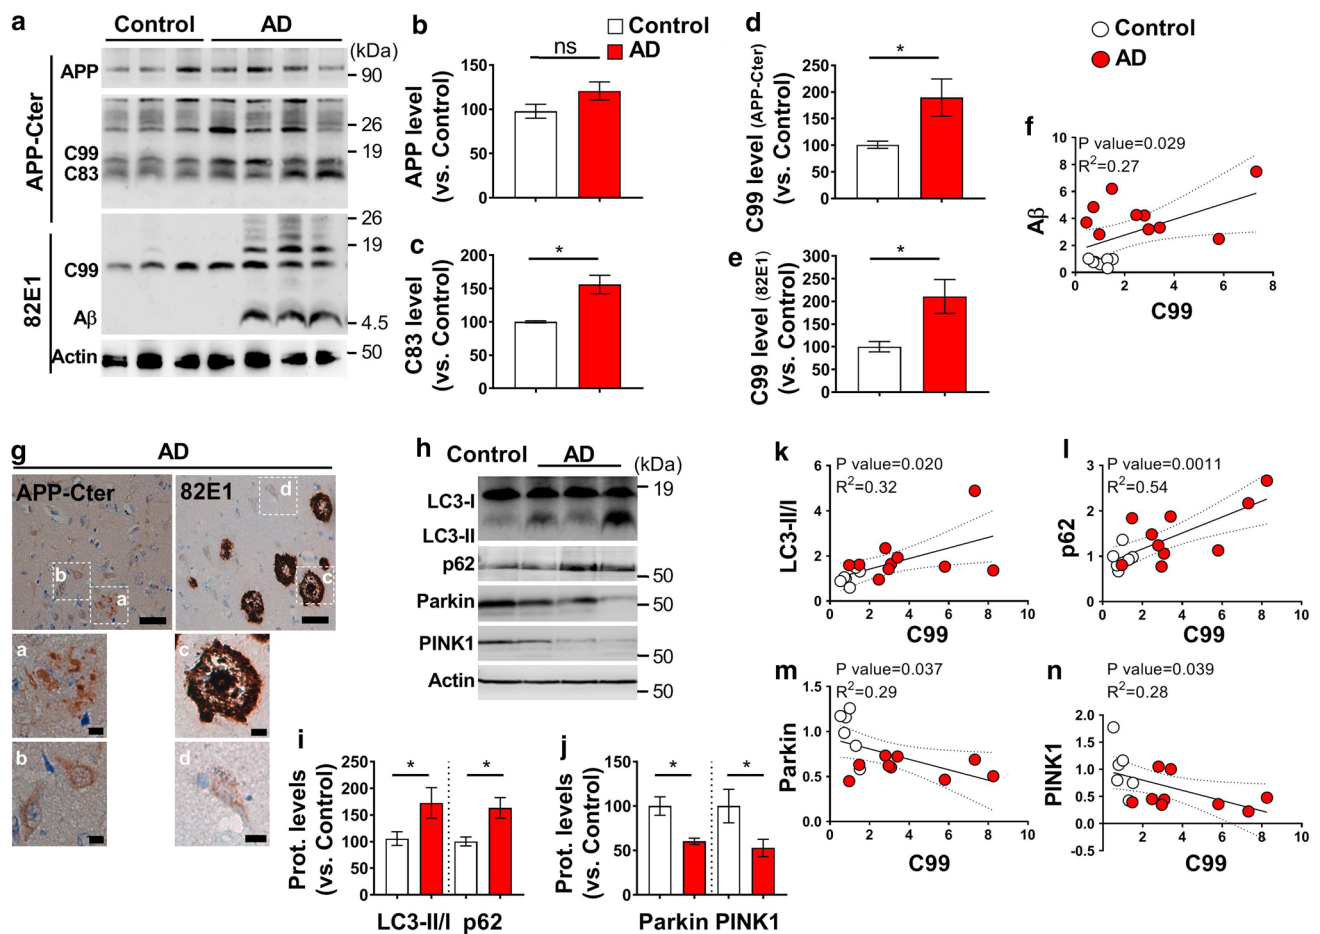 a
Control AD
(kDa)
APP-Cter
APP
90
26
19
C99
C83
82E1
26
19
C99
Aβ
4.5
Actin
50
b
Control
AD
ns
APP level
(vs. Control)
150
100
50
0
c
*
C83 level
(vs. Control)
200
150
100
50
0
d
*
C99 level (APP-Cter)
(vs. Control)
250
200
150
100
50
0
e
*
C99 level (82E1)
(vs. Control)
300
250
200
150
100
50
0
Control
AD
f
P value=0.029
R²=0.27
Aβ
10
8
6
4
2
0
0 2 4 6 8
C99
g
AD
APP-Cter
82E1
b
a
d
c
a
c
b
d
h
Control AD
(kDa)
LC3-I
19
LC3-II
p62
50
Parkin
50
PINK1
50
Actin
50
i
* *
Prot. levels
(vs. Control)
250
200
150
100
50
0
LC3-II/I p62
j
* *
Prot. levels
(vs. Control)
150
100
50
0
Parkin PINK1
k
P value=0.020
R²=0.32
LC3-II/I
6
4
2
0
0 2 4 6 8 10
C99
l
P value=0.0011
R²=0.54
p62
3
2
1
0
0 2 4 6 8 10
C99
m
P value=0.037
R²=0.29
Parkin
1.5
1.0
0.5
0.0
0 2 4 6 8 10
C99
n
P value=0.039
R²=0.28
PINK1
2.0
1.5
1.0
0.5
0.0
-0.5
2 4 6 8 10
C99